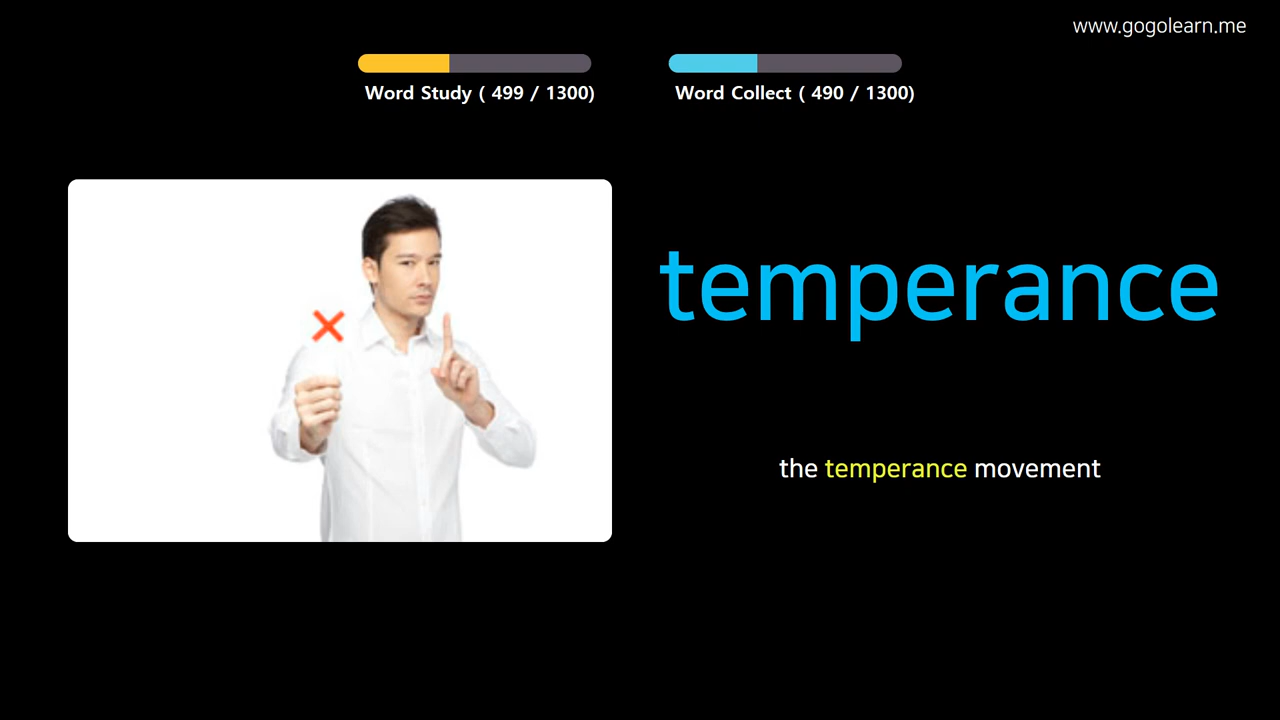 www.gogolearn.me
Word Study ( 499 / 1300)
Word Collect ( 490 / 1300)
temperance
the temperance movement